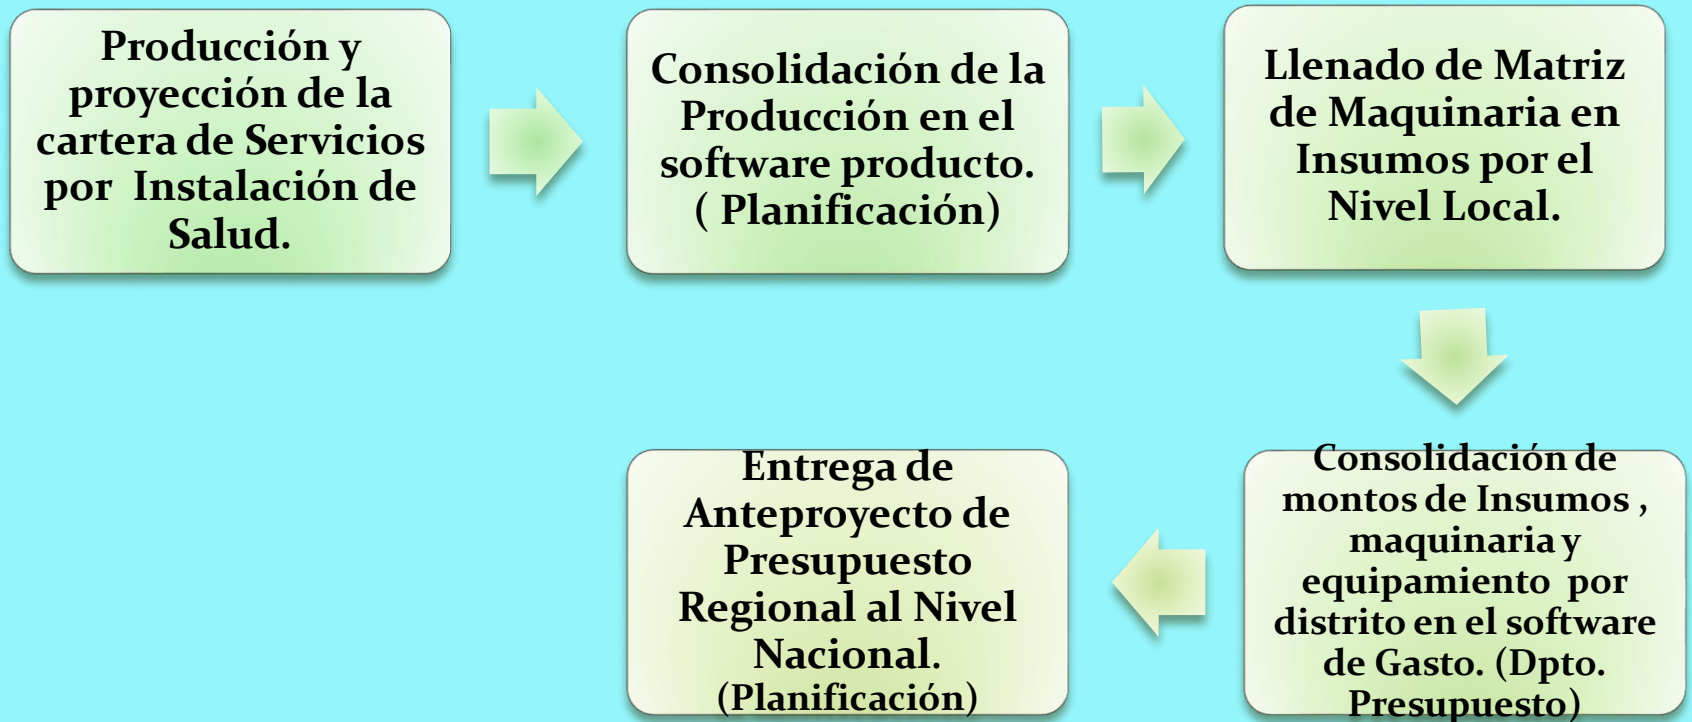 Producción y
proyección de la
cartera de Servicios
por Instalación de
Salud.
Consolidación de la
Producción en el
software producto.
( Planificación)
Llenado de Matriz
de Maquinaria en
Insumos por el
Nivel Local.
Consolidación de
montos de Insumos ,
maquinaria y
equipamiento por
distrito en el software
de Gasto. (Dpto.
Presupuesto)
Entrega de
Anteproyecto de
Presupuesto
Regional al Nivel
Nacional.
(Planificación)